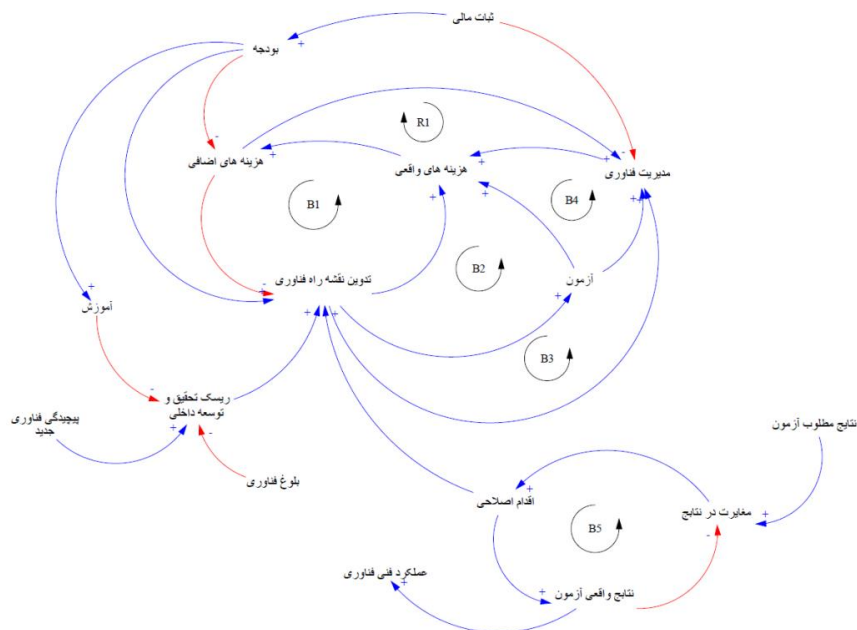 ثبات مالی
بودجه
R1
هزینه های اضافی
هزینه های واقعی
مدیریت فناوری
B1
B4
B2
تدوین نقشه راه فناوری
آزمون
آموزش
B3
ریسک تحقیق و
توسعه داخلی
پیچیدگی فناوری
جدید
نتایج مطلوب آزمون
بلوغ فناوری
اقدام اصلاحی
مغایرت در نتایج
B5
عملکرد فنی فناوری
نتایج واقعی آزمون